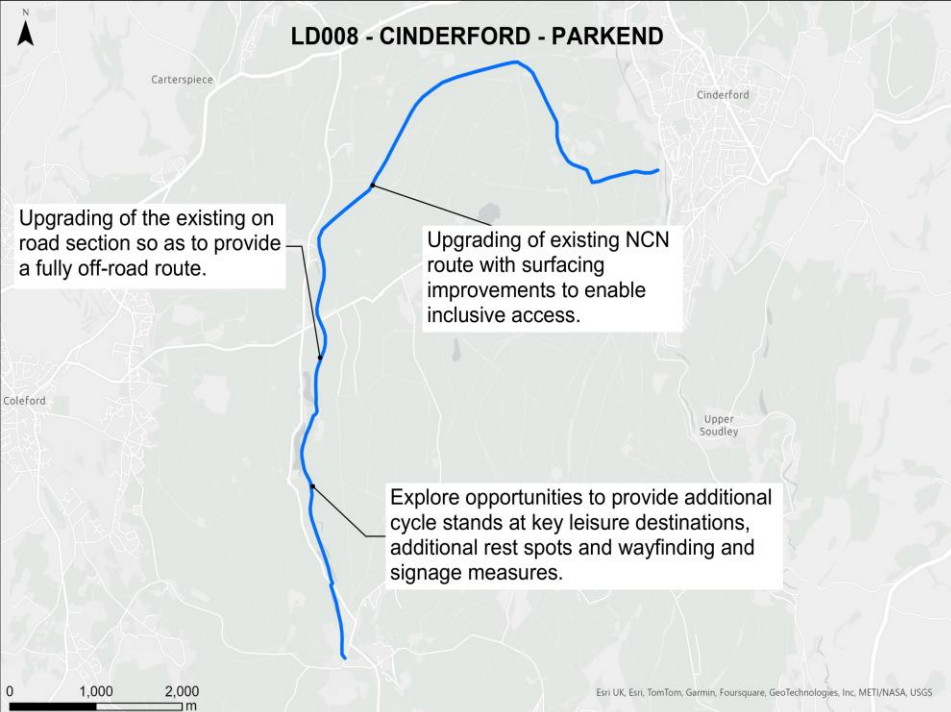 N
LD008 - CINDERFORD - PARKEND
Carterspiece
Cinderford
Upgrading of the existing on
road section so as to provide
a fully off-road route.
Upgrading of existing NCN
route with surfacing
improvements to enable
inclusive access.
Coleford
Upper
Soudley
Explore opportunities to provide additional
cycle stands at key leisure destinations,
additional rest spots and wayfinding and
signage measures.
0 1,000 2,000
m
Esri UK, Esri, TomTom, Garmin, Foursquare, GeoTechnologies, Inc, METI/NASA, USGS